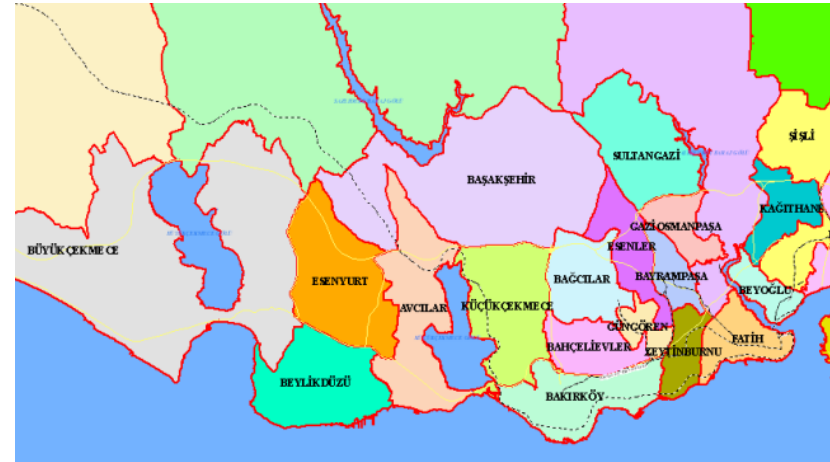 ŞİŞLİ
SULTANGAZİ
BAŞAKŞEHİR
KAĞITHANE
GAZİOSMANPAŞA
BÜYÜKÇEKMECE
ESENLER
ESENYURT
BAĞCILAR
BAYRAMPAŞA
BEYOĞLU
AVCILAR
KÜÇÜKÇEKMECE
GÜNGÖREN
FATİH
BAHÇELİEVLER
ZEYTİNBURNU
BEYLİKDÜZÜ
BAKIRKÖY